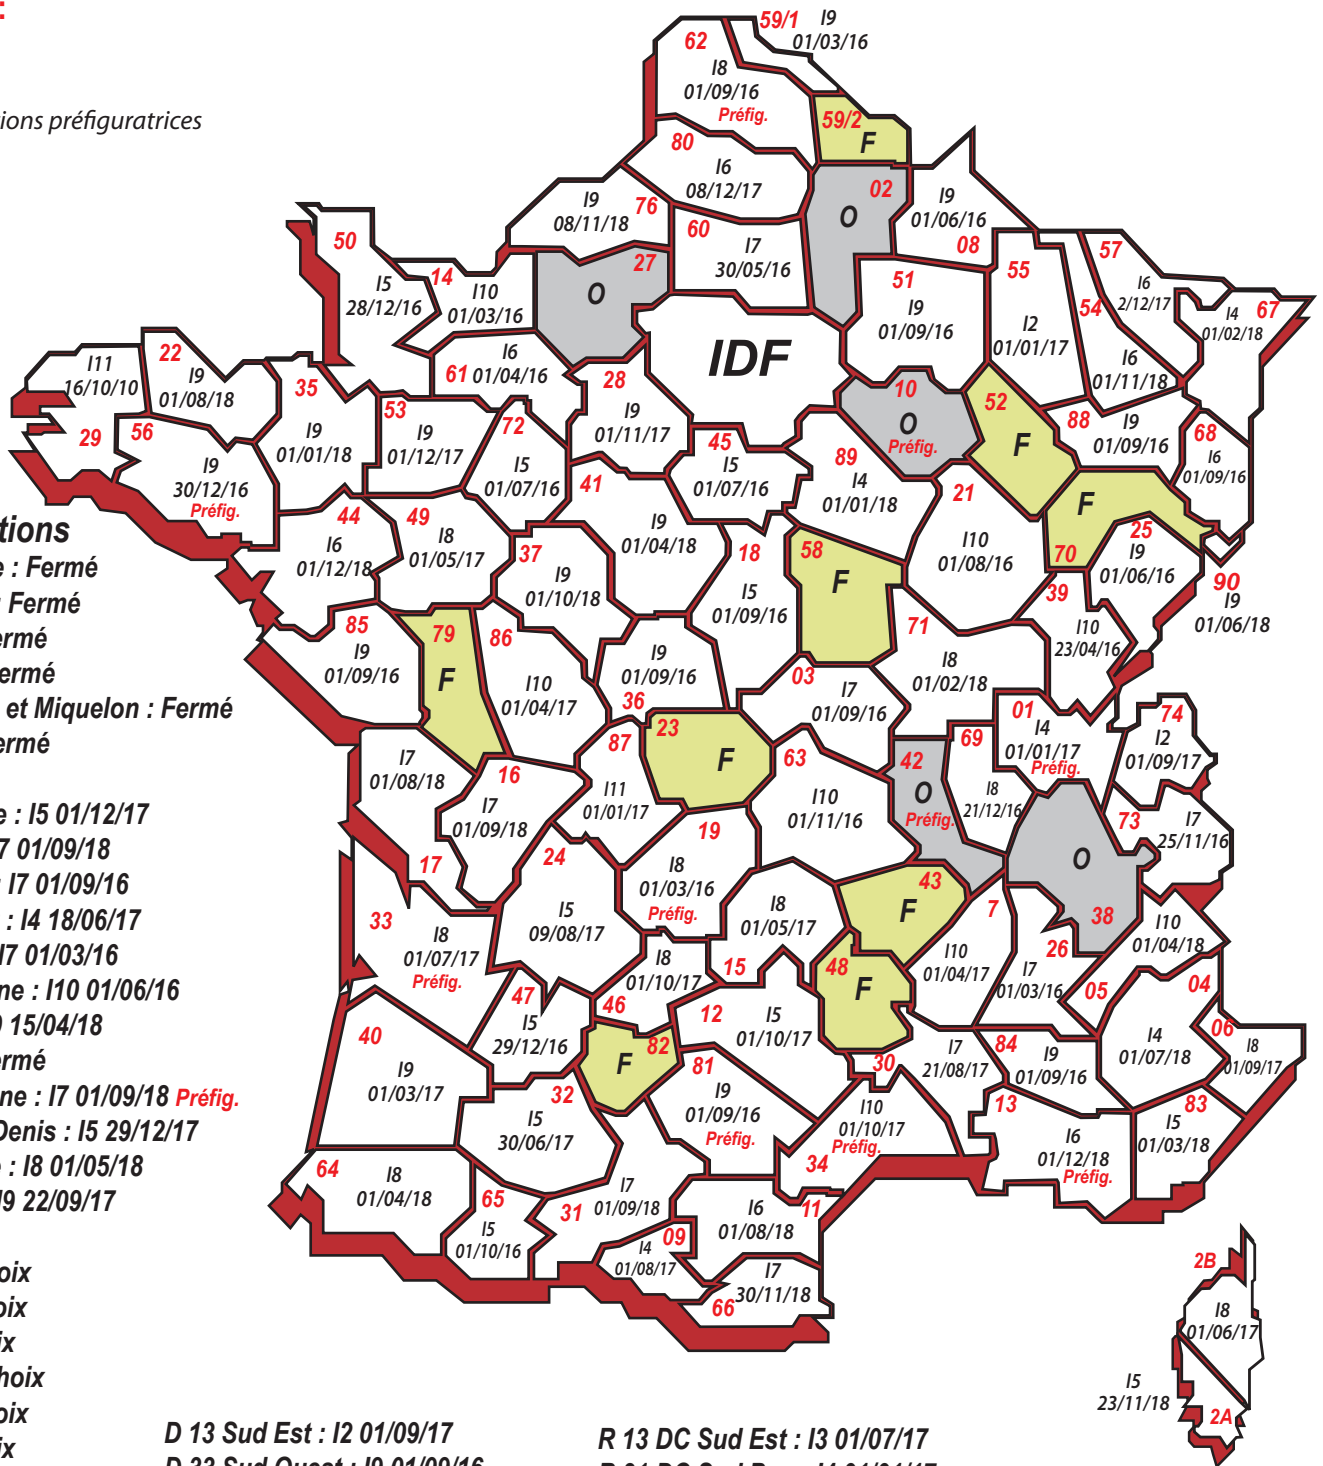 :
ions préfiguratrices
59/1
I9
01/03/16
62
I8
01/09/16
Préfig.
59/2
F
80
I6
08/12/17
02
O
I9
08/11/18
76
60
I7
30/05/16
I9
01/06/16
08
50
I5
28/12/16
14
I10
01/03/16
27
O
51
I9
01/09/16
55
I2
01/01/17
57
I6
2/12/17
54
I6
01/11/18
I4
01/02/18
67
IDF
I11
16/10/10
29
22
I9
01/08/18
35
I9
01/01/18
56
I9
30/12/16
Préfig.
53
I9
01/12/17
61
I6
01/04/16
72
I5
01/07/16
28
I9
01/11/17
45
I5
01/07/16
10
O
Préfig.
52
F
88
I9
01/09/16
68
I6
01/09/16
89
I4
01/01/18
21
I10
01/08/16
F
70
25
I9
01/06/16
90
I9
01/06/18
44
I6
01/12/18
49
I8
01/05/17
37
I9
01/10/18
41
I9
01/04/18
18
I5
01/09/16
58
F
39
I10
23/04/16
71
I8
01/02/18
85
I9
01/09/16
79
F
86
I10
01/04/17
I9
01/09/16
36
03
I7
01/09/16
01
I4
01/01/17
Préfig.
74
I2
01/09/17
23
F
87
I11
01/01/17
63
I10
01/11/16
42
O
Préfig.
69
I8
21/12/16
73
I7
25/11/16
O
38
I7
01/08/18
17
16
I7
01/09/18
24
I5
09/08/17
19
I8
01/03/16
Préfig.
I8
01/05/17
15
43
F
7
I10
01/04/17
26
I7
01/03/16
I10
01/04/18
05
04
I4
01/07/18
06
I8
01/09/17
33
I8
01/07/17
Préfig.
47
I5
29/12/16
I8
01/10/17
46
12
I5
01/10/17
48
F
30
I7
21/08/17
84
I9
01/09/16
40
I9
01/03/17
32
I5
30/06/17
82
F
81
I9
01/09/16
Préfig.
I10
01/10/17
Préfig.
34
13
I6
01/12/18
Préfig.
83
I5
01/03/18
64
I8
01/04/18
65
I5
01/10/16
31
I7
01/09/18
09
I4
01/08/17
I6
01/08/18
11
I7
30/11/18
66
2B
I8
01/06/17
I5
23/11/18
2A
tions
e : Fermé
: Fermé
ermé
ermé
et Miquelon : Fermé
ermé
e : I5 01/12/17
7 01/09/18
: I7 01/09/16
: I4 18/06/17
I7 01/03/16
ne : I10 01/06/16
9 15/04/18
ermé
ne : I7 01/09/18 Préfig.
Denis : I5 29/12/17
e : I8 01/05/18
I9 22/09/17
oix
oix
ix
hoix
oix
ix
D 13 Sud Est : I2 01/09/17
D 33 Sud Ouest : I9 01/09/16
R 13 DC Sud Est : I3 01/07/17